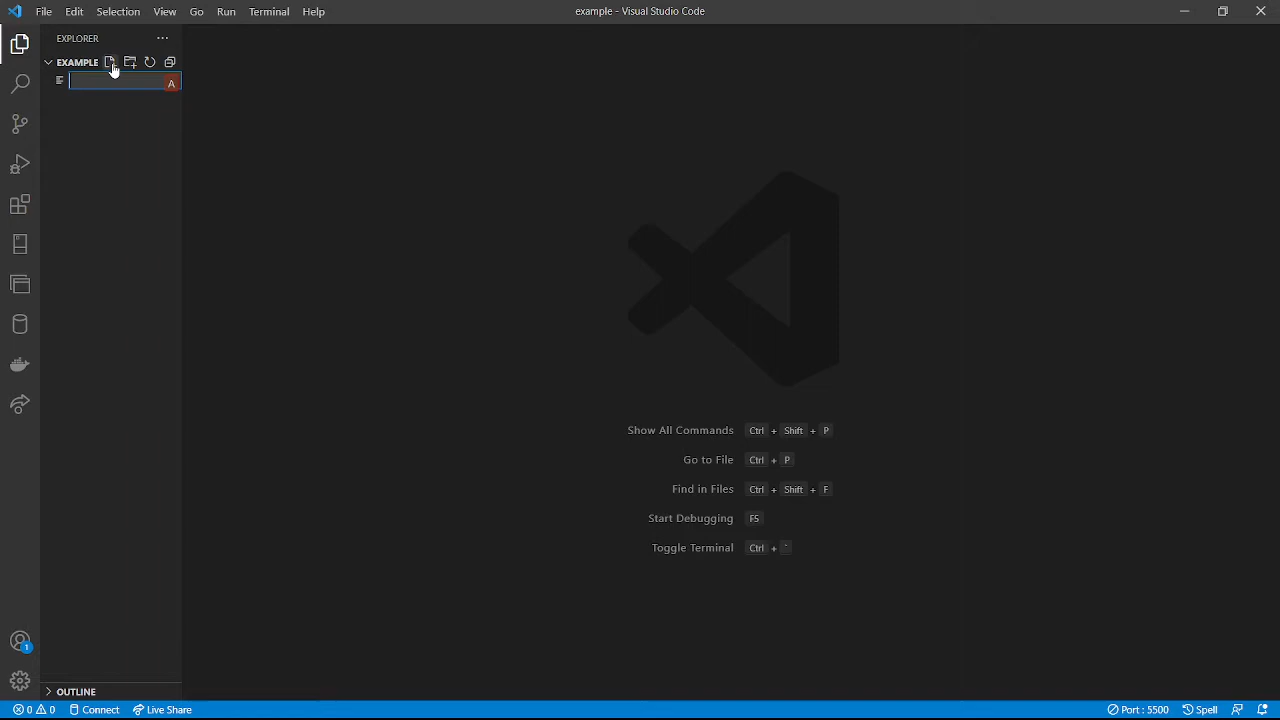 File Edit Selection View Go Run Terminal Help
example - Visual Studio Code
EXPLORER
EXAMPLE
A
Show All Commands Ctrl + Shift + P
Go to File Ctrl + P
Find in Files Ctrl + Shift + F
Start Debugging F5
Toggle Terminal Ctrl + `
1
OUTLINE
0 0 Connect Live Share Port : 5500 Spell